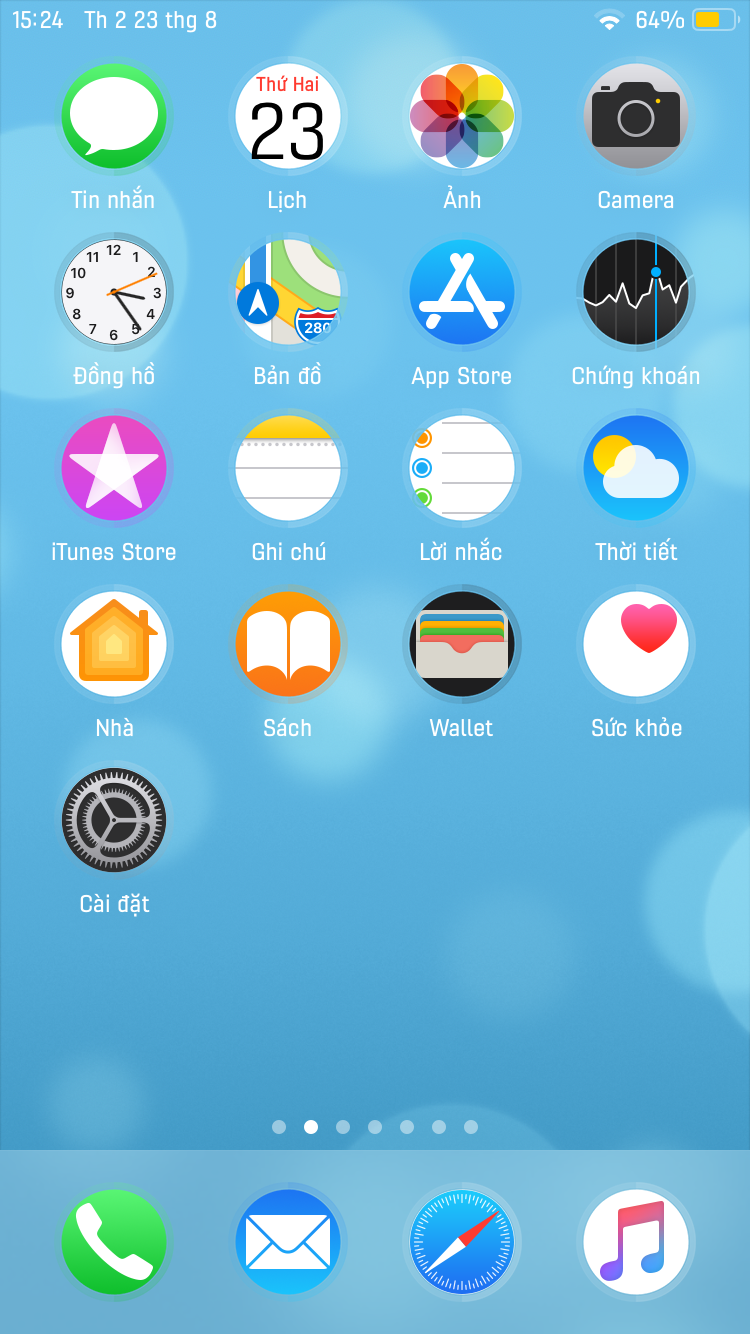 15:24 Th 2 23 thg 8 64%
Thứ Hai
23
Tin nhắn Lịch Ảnh Camera
12
11 1
10 2
9 3
8 4
7 5
6
280
Đồng hồ Bản đồ App Store Chứng khoán
iTunes Store Ghi chú Lời nhắc Thời tiết
Nhà Sách Wallet Sức khỏe
Cài đặt